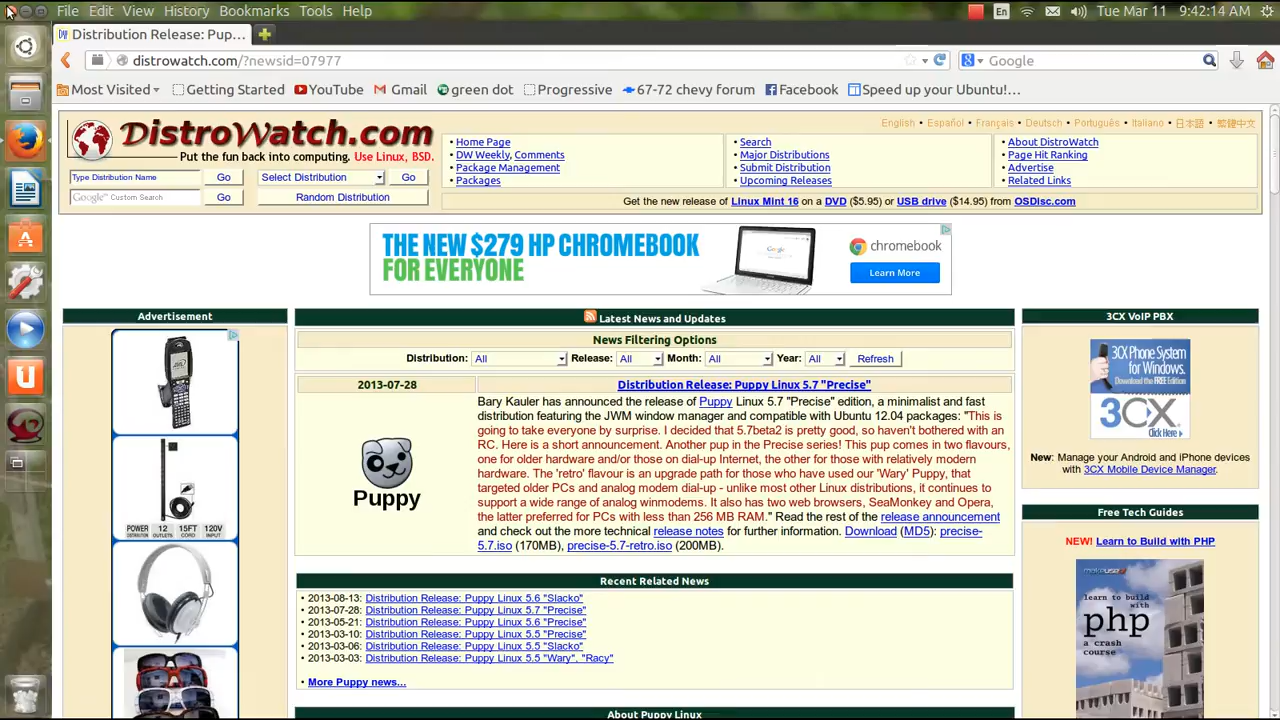 File Edit View History Bookmarks Tools Help
En
Tue Mar 11 9:42:14 AM
Distribution Release: Pup...
distrowatch.com/?newsid=07977
Google
Most Visited
Getting Started
YouTube
Gmail
green dot
Progressive
67-72 chevy forum
Facebook
Speed up your Ubuntu!...
English • Español • Français • Deutsch • Português • Italiano • 日本語 • 繁體中文
DistroWatch.com
Put the fun back into computing. Use Linux, BSD.
Type Distribution Name
Go
Select Distribution
Go
Google™ Custom Search
Go
Random Distribution
• Home Page
• DW Weekly, Comments
• Package Management
• Packages
• Search
• Major Distributions
• Submit Distribution
• Upcoming Releases
• About DistroWatch
• Page Hit Ranking
• Advertise
• Related Links
Get the new release of Linux Mint 16 on a DVD ($5.95) or USB drive ($14.95) from OSDisc.com
THE NEW $279 HP CHROMEBOOK
FOR EVERYONE
Google
chromebook
Learn More
Advertisement
POWER 12 15FT 120V
OUTLETS CORD INPUT
Latest News and Updates
News Filtering Options
Distribution: All Release: All Month: All Year: All Refresh
2013-07-28
Puppy
Distribution Release: Puppy Linux 5.7 "Precise"
Bary Kauler has announced the release of Puppy Linux 5.7 "Precise" edition, a minimalist and fast
distribution featuring the JWM window manager and compatible with Ubuntu 12.04 packages: "This is
going to take everyone by surprise. I decided that 5.7beta2 is pretty good, so haven't bothered with an
RC. Here is a short announcement. Another pup in the Precise series! This pup comes in two flavours,
one for older hardware and/or those on dial-up Internet, the other for those with relatively modern
hardware. The 'retro' flavour is an upgrade path for those who have used our 'Wary' Puppy, that
targeted older PCs and analog modem dial-up - unlike most other Linux distributions, it continues to
support a wide range of analog winmodems. It also has two web browsers, SeaMonkey and Opera,
the latter preferred for PCs with less than 256 MB RAM." Read the rest of the release announcement
and check out the more technical release notes for further information. Download (MD5): precise-
5.7.iso (170MB), precise-5.7-retro.iso (200MB).
Recent Related News
• 2013-08-13: Distribution Release: Puppy Linux 5.6 "Slacko"
• 2013-07-28: Distribution Release: Puppy Linux 5.7 "Precise"
• 2013-05-21: Distribution Release: Puppy Linux 5.6 "Precise"
• 2013-03-10: Distribution Release: Puppy Linux 5.5 "Precise"
• 2013-03-06: Distribution Release: Puppy Linux 5.5 "Slacko"
• 2013-03-03: Distribution Release: Puppy Linux 5.5 "Wary", "Racy"
• More Puppy news...
About Puppy Linux
3CX VoIP PBX
3CX Phone System
for Windows
Download the FREE Edition
3CX
Click Here
New: Manage your Android and iPhone devices
with 3CX Mobile Device Manager.
Free Tech Guides
NEW! Learn to Build with PHP
makeuseof
learn to build
with
php
a crash
course